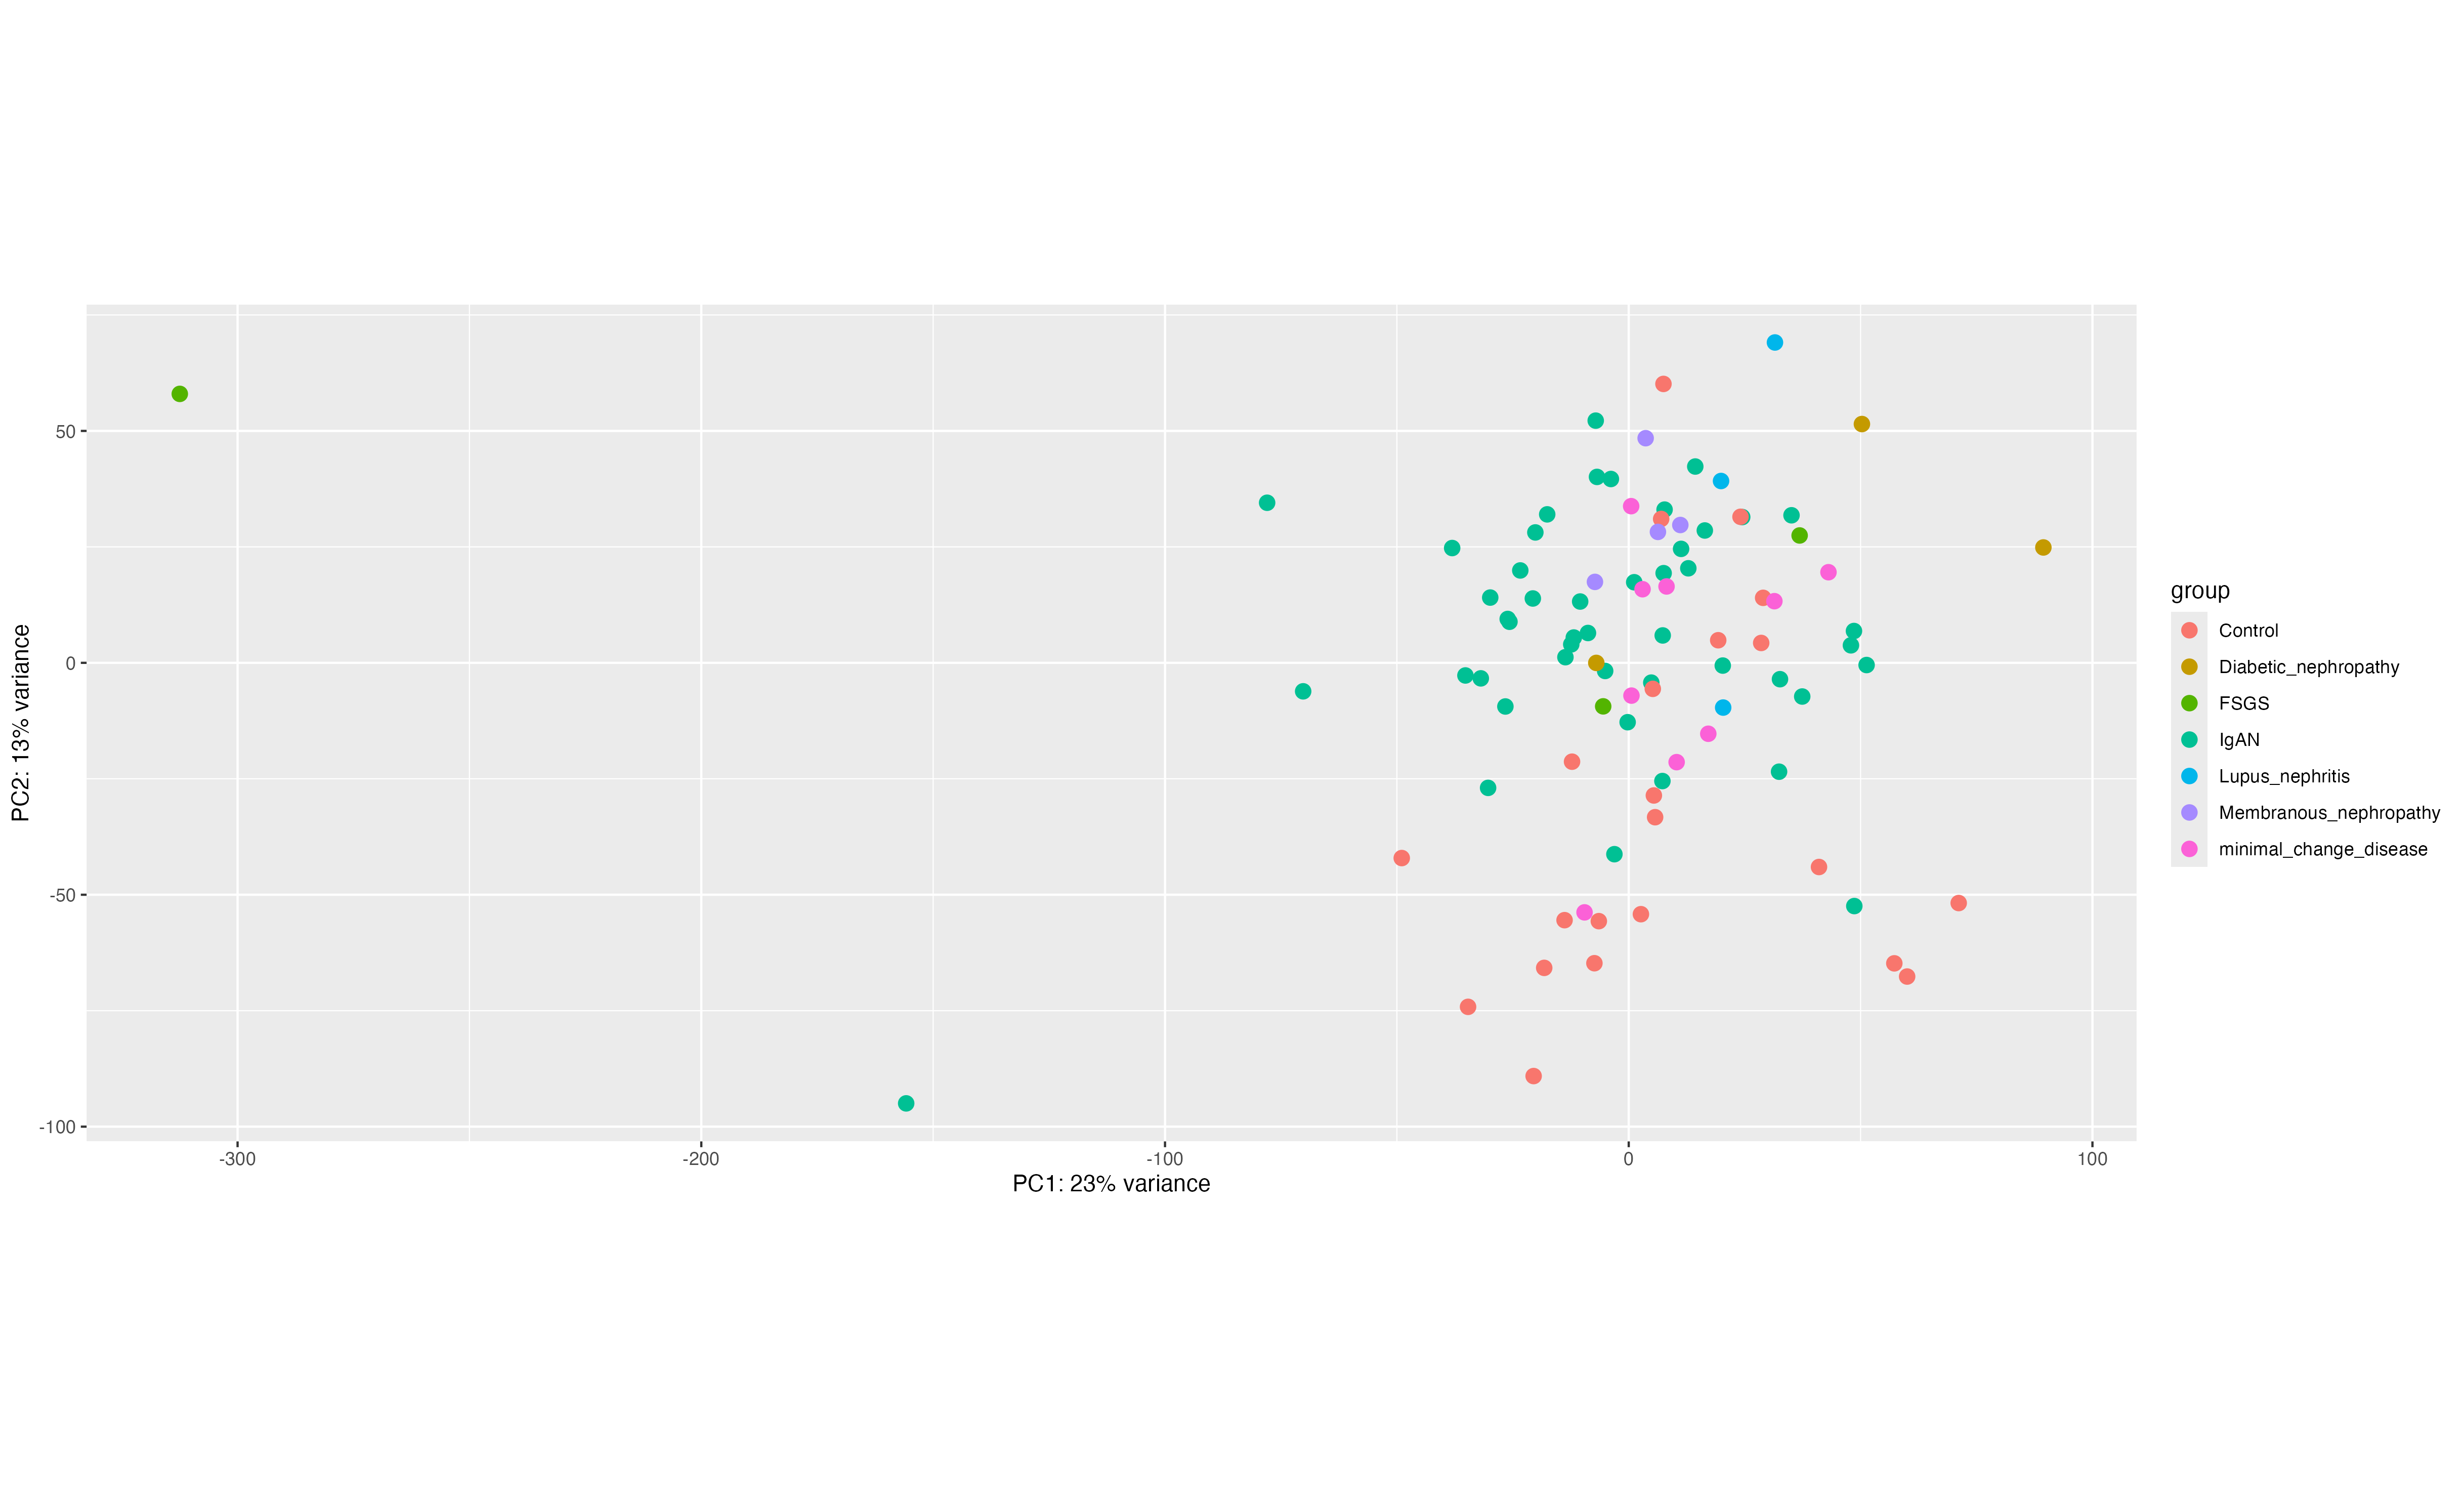 50
0
-50
-100
-300
-200
-100
0
100
PC1: 23% variance
PC2: 13% variance
group
Control
Diabetic_nephropathy
FSGS
IgAN
Lupus_nephritis
Membranous_nephropathy
minimal_change_disease